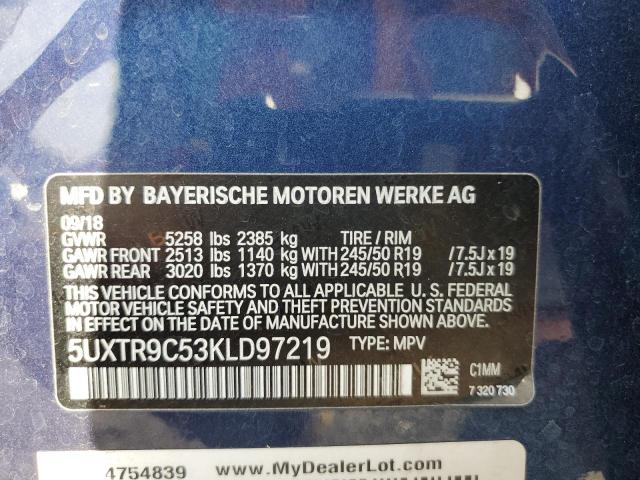 MFD BY BAYERISCHE MOTOREN WERKE AG
09/18
GVWR 5258 lbs 2385 kg TIRE / RIM
GAWR FRONT 2513 lbs 1140 kg WITH 245/50 R19 /7.5J x 19
GAWR REAR 3020 lbs 1370 kg WITH 245/50 R19 /7.5J x 19
THIS VEHICLE CONFORMS TO ALL APPLICABLE U. S. FEDERAL
MOTOR VEHICLE SAFETY AND THEFT PREVENTION STANDARDS
IN EFFECT ON THE DATE OF MANUFACTURE SHOWN ABOVE.
5UXTR9C53KLD97219 TYPE: MPV
C1MM
7 320 730
4754839 www.MyDealerLot.com